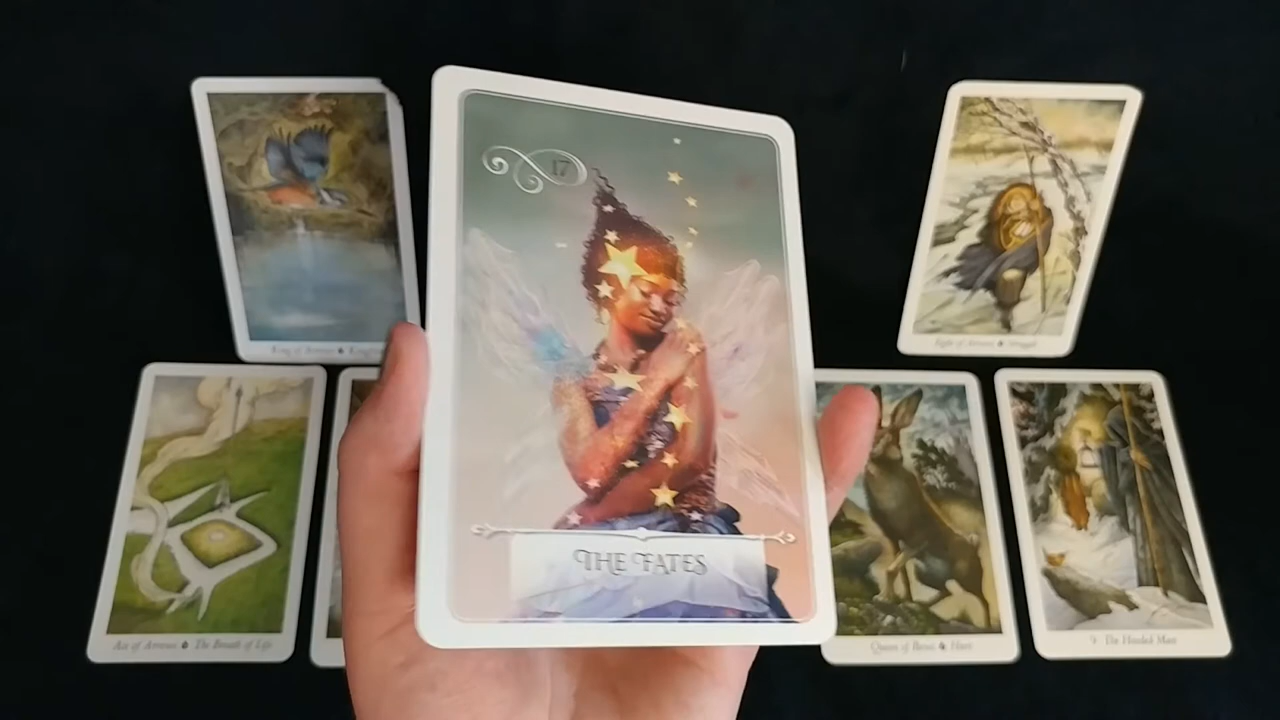 17
THE FATES
King of Arrows King
Eight of Arrows Struggle
Ace of Arrows The Breath of Life
Queen of Bows Hare
9 The Hooded Man